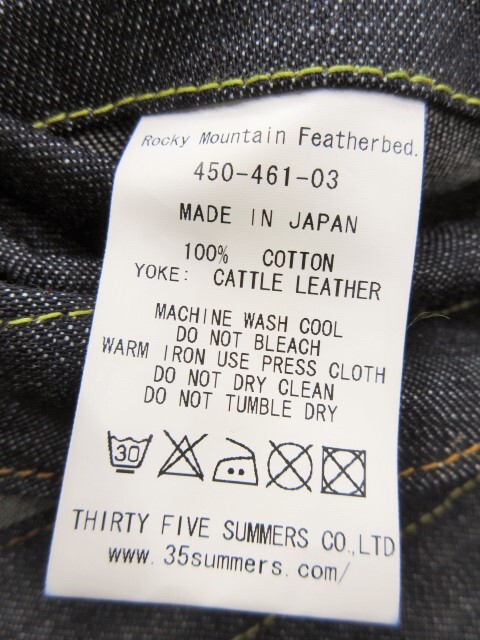 Rocky Mountain Featherbed.
450-461-03
MADE IN JAPAN
100% COTTON
YOKE: CATTLE LEATHER
MACHINE WASH COOL
DO NOT BLEACH
WARM IRON USE PRESS CLOTH
DO NOT DRY CLEAN
DO NOT TUMBLE DRY
30
THIRTY FIVE SUMMERS CO.,LTD
www.35summers.com/